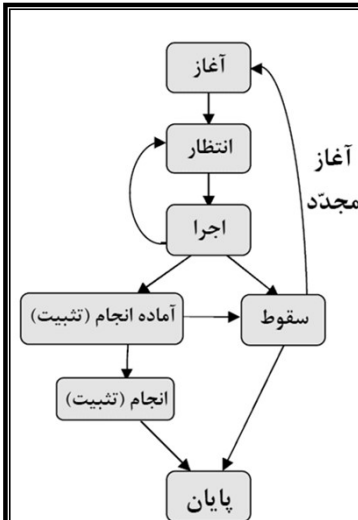 آغاز
انتظار
آغاز
مجدّد
اجرا
آماده انجام (تثبیت)
سقوط
انجام (تثبیت)
پایان